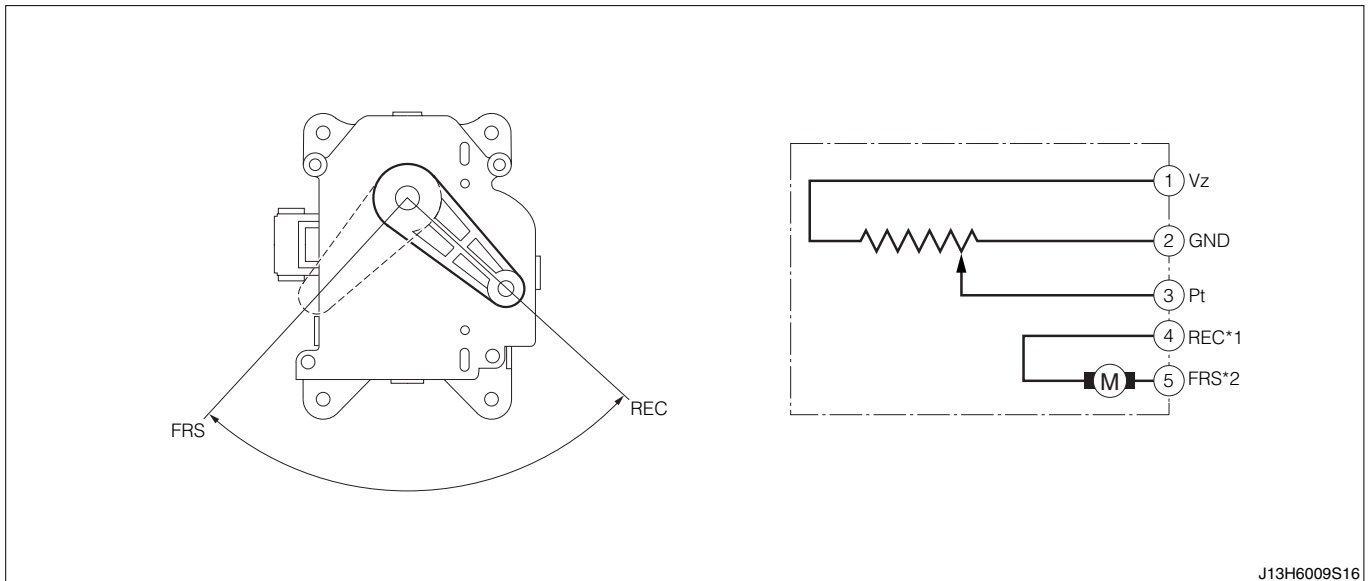 FRS
REC
1 Vz
2 GND
3 Pt
4 REC*1
M
5 FRS*2
J13H6009S16